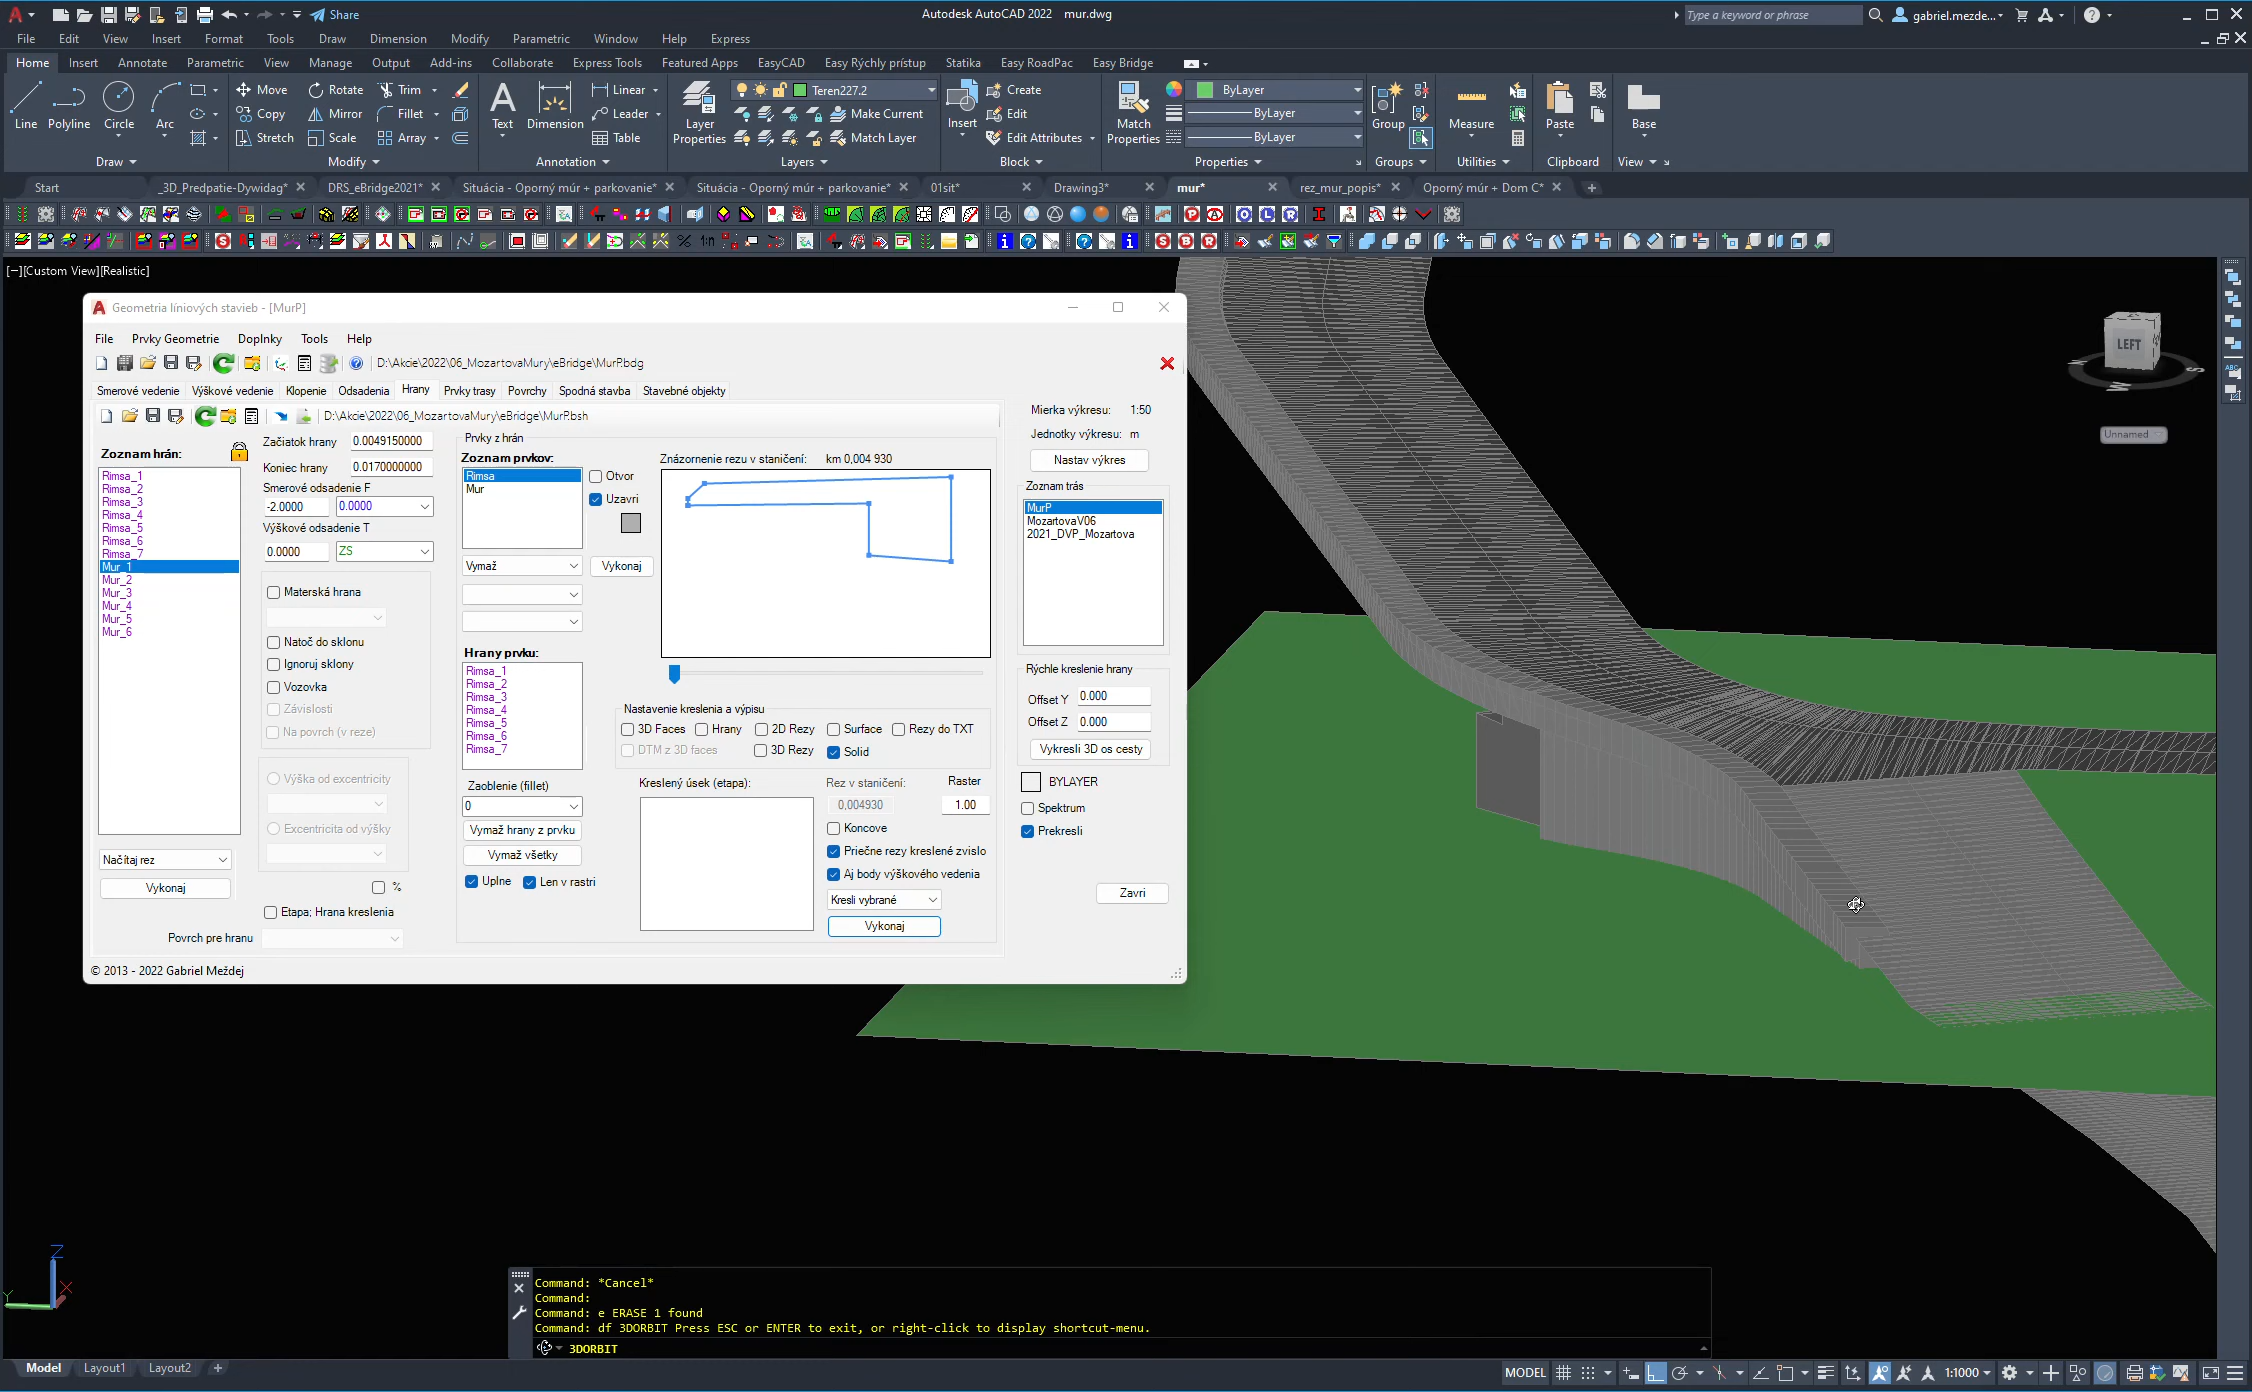 Share
Autodesk AutoCAD 2022 mur.dwg
Type a keyword or phrase
gabriel.mezde...
File Edit View Insert Format Tools Draw Dimension Modify Parametric Window Help Express
Home Insert Annotate Parametric View Manage Output Add-ins Collaborate Express Tools Featured Apps EasyCAD Easy Rýchly prístup Statika Easy RoadPac Easy Bridge
Line Polyline Circle Arc
Move Rotate Trim
Copy Mirror Fillet
Stretch Scale Array
Text Dimension
Linear
Leader
Table
Layer Properties
Teren227.2
Make Current
Match Layer
Insert
Create
Edit
Edit Attributes
Match Properties
ByLayer
ByLayer
ByLayer
Group
Measure
Paste
Base
Draw Modify Annotation Layers Block Properties Groups Utilities Clipboard View
Start _3D_Predpatie-Dywidag* DRS_eBridge2021* Situácia - Oporný múr + parkovanie* Situácia - Oporný múr + parkovanie* 01sit* Drawing3* mur* rez_mur_popis* Oporný múr + Dom C*
[−][Custom View][Realistic]
LEFT
Unnamed
Geometria líniových stavieb - [MurP]
File Prvky Geometrie Doplnky Tools Help
D:\Akcie\2022\06_MozartovaMury\eBridge\MurP.bdg
Smerové vedenie Výškové vedenie Klopenie Odsadenia Hrany Prvky trasy Povrchy Spodná stavba Stavebné objekty
D:\Akcie\2022\06_MozartovaMury\eBridge\MurP.bsh
Zoznam hrán:
Rimsa_1
Rimsa_2
Rimsa_3
Rimsa_4
Rimsa_5
Rimsa_6
Rimsa_7
Mur_1
Mur_2
Mur_3
Mur_4
Mur_5
Mur_6
Načítaj rez
Vykonaj
Začiatok hrany 0.0049150000
Koniec hrany 0.0170000000
Smerové odsadenie F
-2.0000 0.0000
Výškové odsadenie T
0.0000 ZS
Materská hrana
Natoč do sklonu
Ignoruj sklony
Vozovka
Závislosti
Na povrch (v reze)
Výška od excentricity
Excentricita od výšky
%
Etapa; Hrana kreslenia
Povrch pre hranu
Prvky z hrán
Zoznam prvkov:
Rimsa
Mur
Otvor
Uzavri
Vymaž
Vykonaj
Hrany prvku:
Rimsa_1
Rimsa_2
Rimsa_3
Rimsa_4
Rimsa_5
Rimsa_6
Rimsa_7
Zaoblenie (fillet)
0
Vymaž hrany z prvku
Vymaž všetky
Uplne Len v rastri
Znázornenie rezu v staničení: km 0,004 930
Nastavenie kreslenia a výpisu
3D Faces Hrany 2D Rezy Surface Rezy do TXT
DTM z 3D faces 3D Rezy Solid
Kreslený úsek (etapa):
Rez v staničení: Raster
0,004930 1.00
Koncove
Priečne rezy kreslené zvislo
Aj body výškového vedenia
Kresli vybrané
Vykonaj
Mierka výkresu: 1:50
Jednotky výkresu: m
Nastav výkres
Zoznam trás
MurP
MozartovaV06
2021_DVP_Mozartova
Rýchle kreslenie hrany
Offset Y 0.000
Offset Z 0.000
Vykresli 3D os cesty
BYLAYER
Spektrum
Prekresli
Zavri
© 2013 - 2022 Gabriel Meždej
Z
X
Y
Command: *Cancel*
Command:
Command: e ERASE 1 found
Command: df 3DORBIT Press ESC or ENTER to exit, or right-click to display shortcut-menu.
3DORBIT
Model Layout1 Layout2
MODEL
1:1000